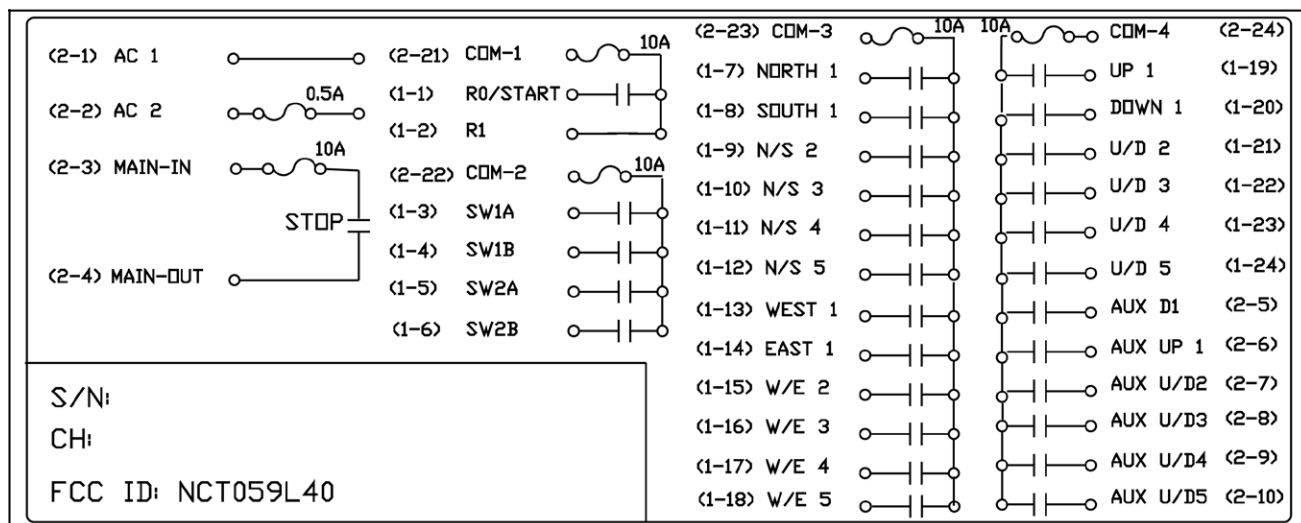 (2-1) AC 1
(2-2) AC 2 0.5A
(2-3) MAIN-IN 10A
STOP
(2-4) MAIN-OUT
(2-21) COM-1 10A
(1-1) R0/START
(1-2) R1
(2-22) COM-2 10A
(1-3) SW1A
(1-4) SW1B
(1-5) SW2A
(1-6) SW2B
(2-23) COM-3 10A
(1-7) NORTH 1
(1-8) SOUTH 1
(1-9) N/S 2
(1-10) N/S 3
(1-11) N/S 4
(1-12) N/S 5
(1-13) WEST 1
(1-14) EAST 1
(1-15) W/E 2
(1-16) W/E 3
(1-17) W/E 4
(1-18) W/E 5
10A COM-4 (2-24)
UP 1 (1-19)
DOWN 1 (1-20)
U/D 2 (1-21)
U/D 3 (1-22)
U/D 4 (1-23)
U/D 5 (1-24)
AUX D1 (2-5)
AUX UP 1 (2-6)
AUX U/D2 (2-7)
AUX U/D3 (2-8)
AUX U/D4 (2-9)
AUX U/D5 (2-10)
S/N:
CH:
FCC ID: NCT059L40